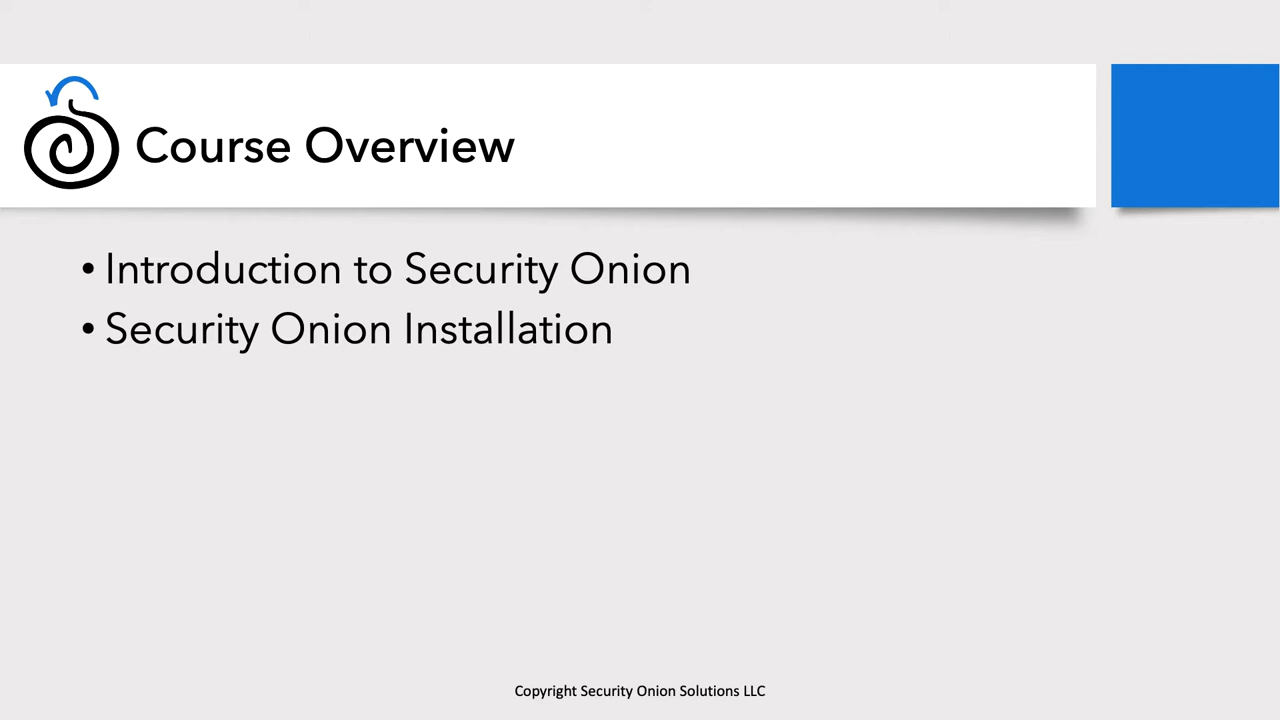 Course Overview
• Introduction to Security Onion
• Security Onion Installation
Copyright Security Onion Solutions LLC